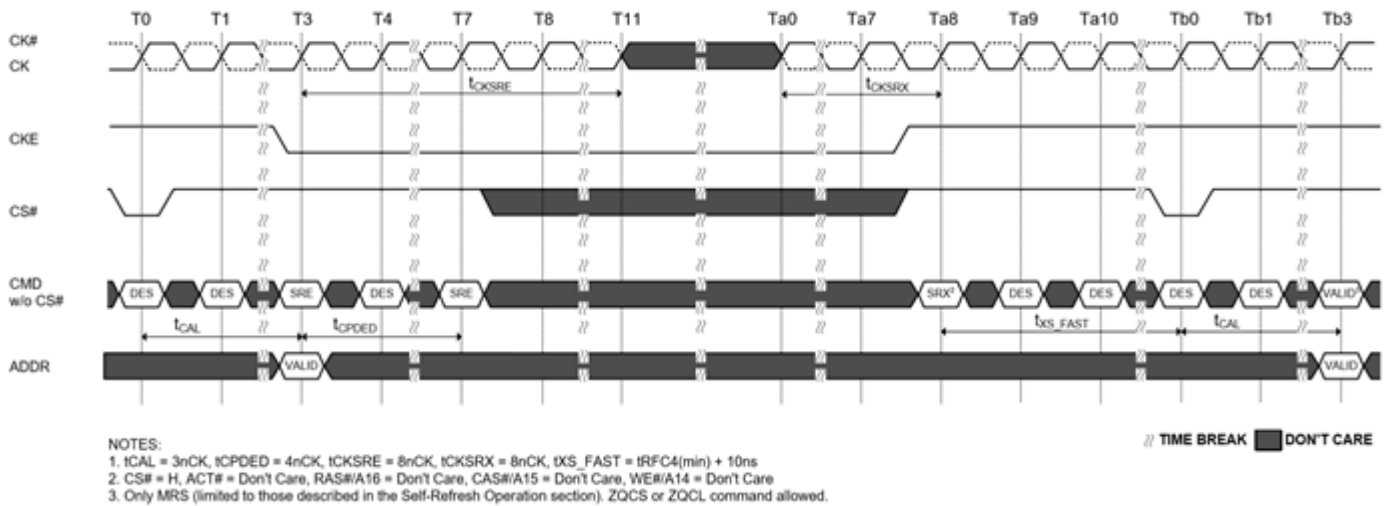 T0 T1 T3 T4 T7 T8 T11 Ta0 Ta7 Ta8 Ta9 Ta10 Tb0 Tb1 Tb3
CK#
CK
tCKSRE tCKSRX
CKE
CS#
CMD
w/o CS#
DES DES SRE DES SRE SRX² DES DES DES DES VALID³
tCAL tCPDED tXS_FAST tCAL
ADDR
VALID VALID
TIME BREAK DON'T CARE
NOTES:
1. tCAL = 3nCK, tCPDED = 4nCK, tCKSRE = 8nCK, tCKSRX = 8nCK, tXS_FAST = tRFC4(min) + 10ns
2. CS# = H, ACT# = Don't Care, RAS#/A16 = Don't Care, CAS#/A15 = Don't Care, WE#/A14 = Don't Care
3. Only MRS (limited to those described in the Self-Refresh Operation section). ZQCS or ZQCL command allowed.